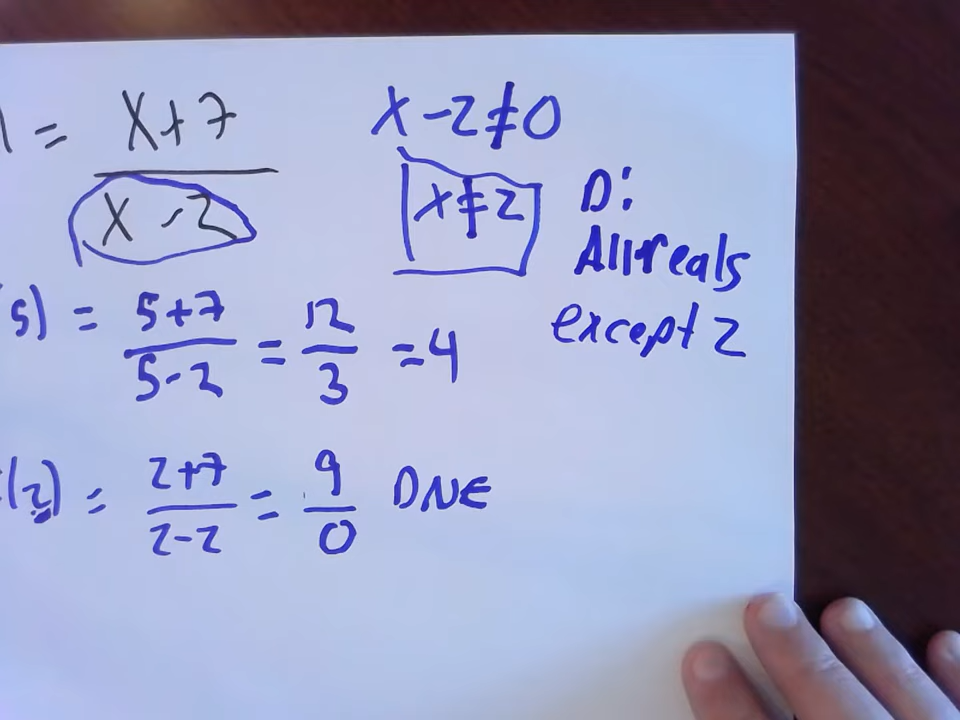 ) = x+7 / x-2
x-2≠0
x≠2
D:
All reals
except 2
(5) = 5+7 / 5-2 = 12 / 3 = 4
(2) = 2+7 / 2-2 = 9 / 0 DNE